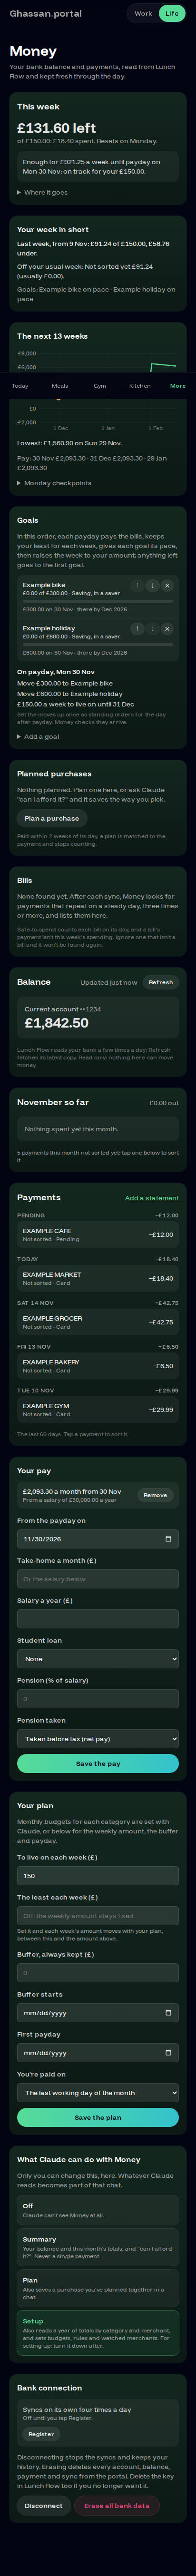 Ghassan.portal
Work
Life
Money
Your bank balance and payments, read from Lunch
Flow and kept fresh through the day.
This week
£131.60 left
of £150.00: £18.40 spent. Resets on Monday.
Enough for £921.25 a week until payday on
Mon 30 Nov: on track for your £150.00.
Where it goes
Your week in short
Last week, from 9 Nov: £91.24 of £150.00, £58.76
under.
Off your usual week: Not sorted yet £91.24
(usually £0.00).
Goals: Example bike on pace · Example holiday on
pace
The next 13 weeks
£8,000
£6,000
Today
Meals
Gym
Kitchen
More
£0
£2,000
1 Dec
1 Jan
1 Feb
Lowest: £1,560.90 on Sun 29 Nov.
Pay: 30 Nov £2,093.30 · 31 Dec £2,093.30 · 29 Jan
£2,093.30
Monday checkpoints
Goals
In this order, each payday pays the bills, keeps
your least for each week, gives each goal its pace,
then raises the week to your amount; anything left
goes to the first goal.
Example bike
£0.00 of £300.00 · Saving, in a saver
£300.00 on 30 Nov · there by Dec 2026
Example holiday
£0.00 of £600.00 · Saving, in a saver
£600.00 on 30 Nov · there by Dec 2026
On payday, Mon 30 Nov
Move £300.00 to Example bike
Move £600.00 to Example holiday
£150.00 a week to live on until 31 Dec
Set the moves up once as standing orders for the day
after payday; Money checks they arrive.
Add a goal
Planned purchases
Nothing planned. Plan one here, or ask Claude
"can I afford it?" and it saves the way you pick.
Plan a purchase
Paid within 2 weeks of its day, a plan is matched to the
payment and stops counting.
Bills
None found yet. After each sync, Money looks for
payments that repeat on a steady day, three times
or more, and lists them here.
Safe-to-spend counts each bill on its day, and a bill's
payment isn't this week's spending. Ignore one that isn't a
bill and it won't be found again.
Balance
Updated just now
Refresh
Current account ••1234
£1,842.50
Lunch Flow reads your bank a few times a day; Refresh
fetches its latest copy. Read only: nothing here can move
money.
November so far
£0.00 out
Nothing spent yet this month.
5 payments this month not sorted yet: tap one below to sort
it.
Payments
Add a statement
PENDING
−£12.00
EXAMPLE CAFE
Not sorted · Pending
−£12.00
TODAY
−£18.40
EXAMPLE MARKET
Not sorted · Card
−£18.40
SAT 14 NOV
−£42.75
EXAMPLE GROCER
Not sorted · Card
−£42.75
FRI 13 NOV
−£6.50
EXAMPLE BAKERY
Not sorted · Card
−£6.50
TUE 10 NOV
−£29.99
EXAMPLE GYM
Not sorted · Card
−£29.99
The last 60 days. Tap a payment to sort it.
Your pay
£2,093.30 a month from 30 Nov
From a salary of £30,000.00 a year
Remove
From the payday on
11/30/2026
Take-home a month (£)
Or the salary below
Salary a year (£)
Student loan
None
Pension (% of salary)
0
Pension taken
Taken before tax (net pay)
Save the pay
Your plan
Monthly budgets for each category are set with
Claude, or below for the weekly amount, the buffer
and payday.
To live on each week (£)
150
The least each week (£)
Off: the weekly amount stays fixed
Set it and each week's amount moves with your plan,
between this and the amount above.
Buffer, always kept (£)
0
Buffer starts
mm/dd/yyyy
First payday
mm/dd/yyyy
You're paid on
The last working day of the month
Save the plan
What Claude can do with Money
Only you can change this, here. Whatever Claude
reads becomes part of that chat.
Off
Claude can't see Money at all.
Summary
Your balance and this month's totals, and "can I afford
it?". Never a single payment.
Plan
Also saves a purchase you've planned together in a
chat.
Setup
Also reads a year of totals by category and merchant,
and sets budgets, rules and watched merchants. For
setting up or turning it down after.
Bank connection
Syncs on its own four times a day
Off until you tap Register.
Register
Disconnecting stops the syncs and keeps your
history. Erasing deletes every account, balance,
payment and sync from the portal. Delete the key
in Lunch Flow too if you no longer want it.
Disconnect
Erase all bank data